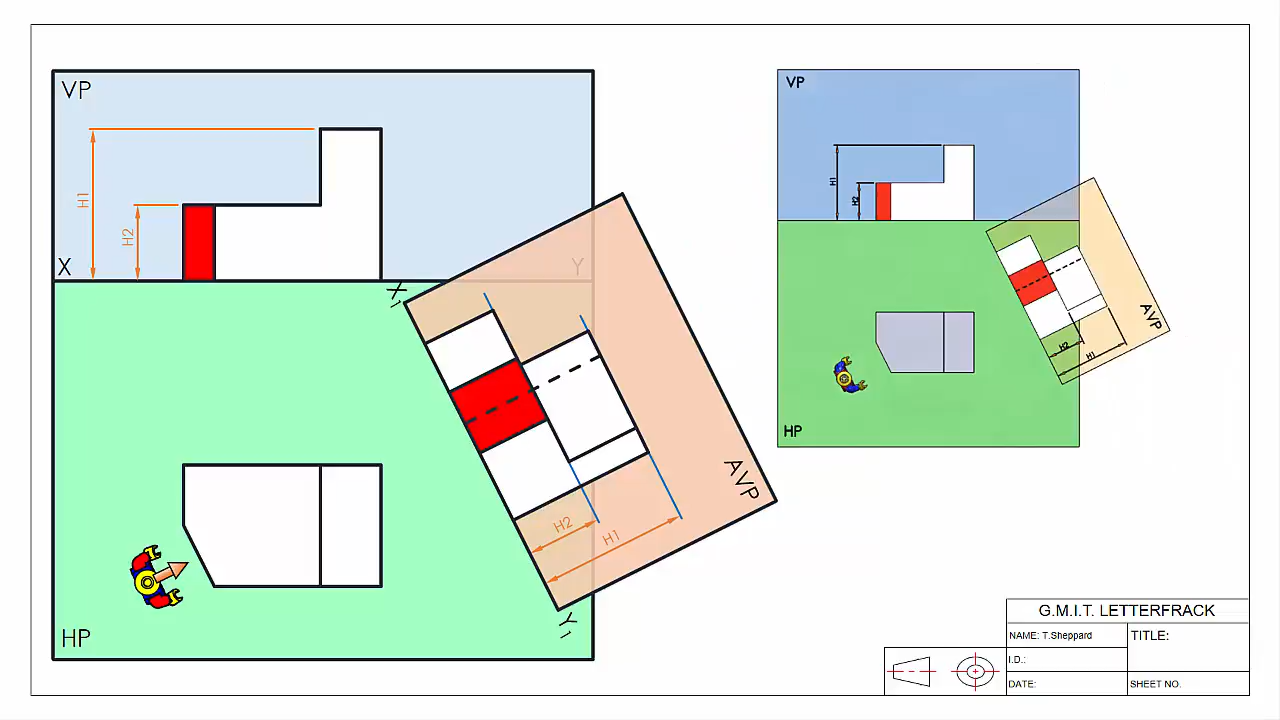 VP
H1
H2
X
Y
X1
H2
H1
AVP
Y1
HP
VP
H1
H2
H2
H1
AVP
HP
G.M.I.T. LETTERFRACK
NAME: T.Sheppard
TITLE:
I.D.:
DATE:
SHEET NO.